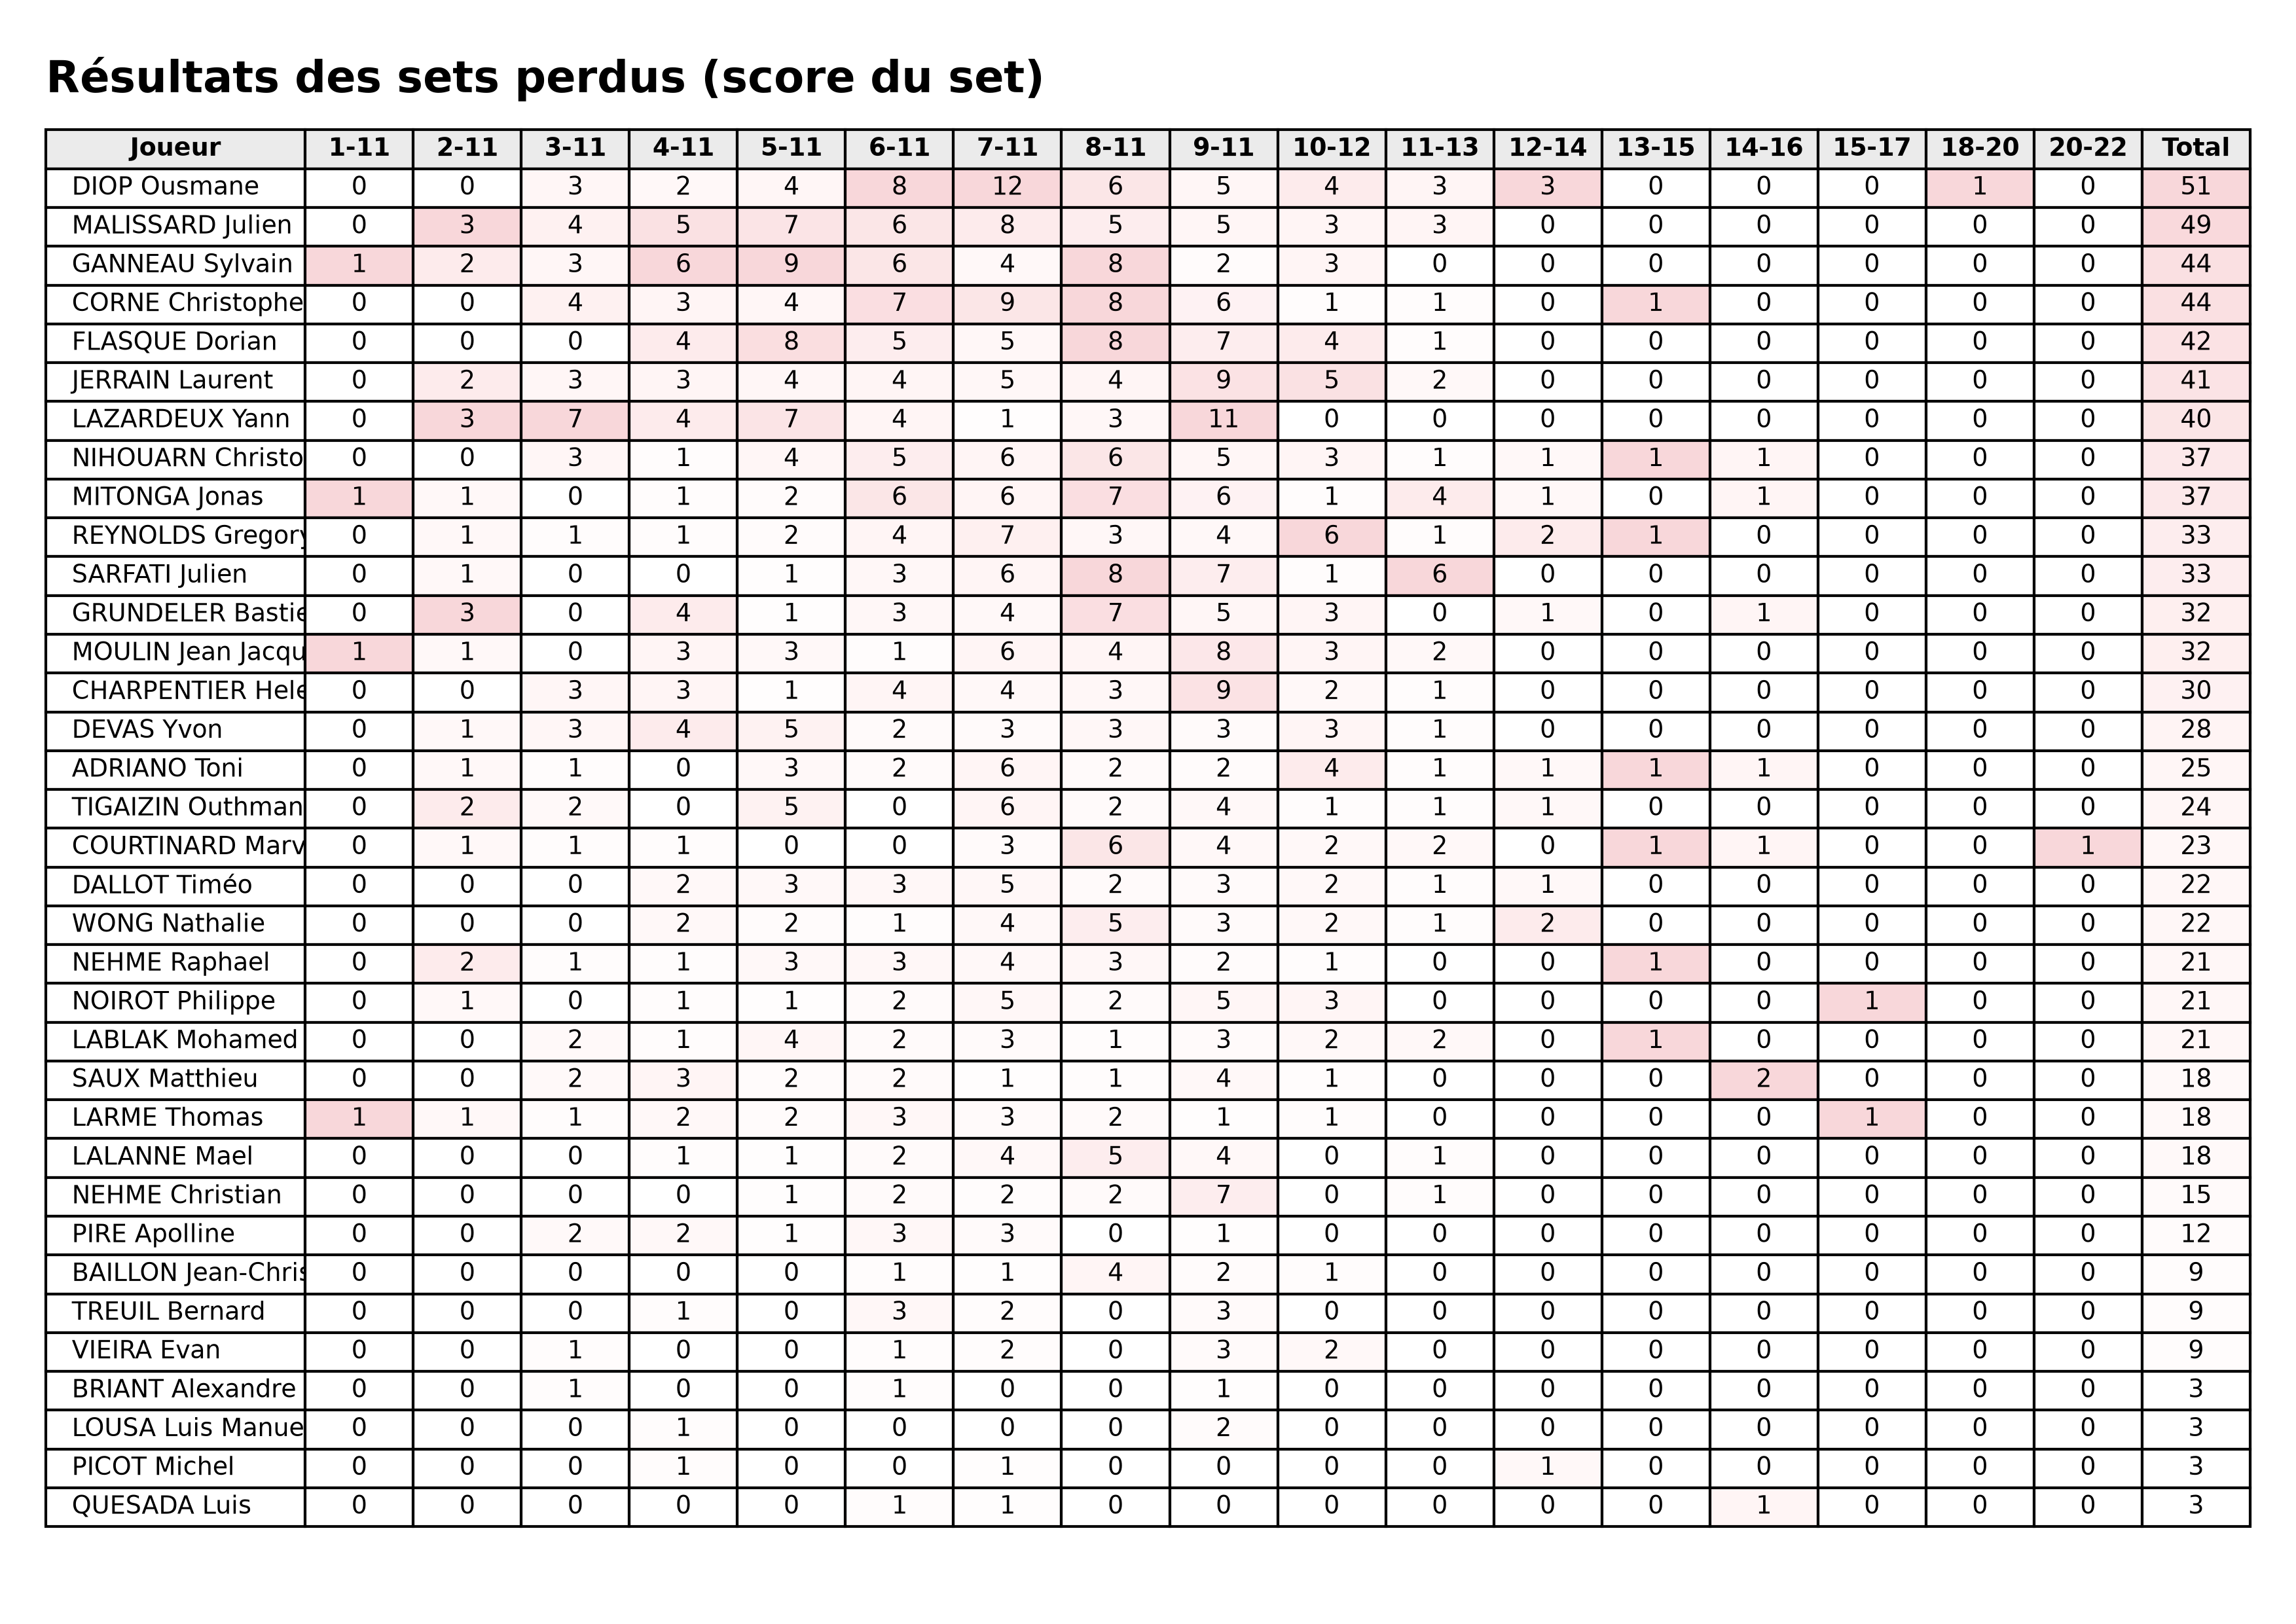 Résultats des sets perdus (score du set)
Joueur 1-11 2-11 3-11 4-11 5-11 6-11 7-11 8-11 9-11 10-12 11-13 12-14 13-15 14-16 15-17 18-20 20-22 Total
DIOP Ousmane 0 0 3 2 4 8 12 6 5 4 3 3 0 0 0 1 0 51
MALISSARD Julien 0 3 4 5 7 6 8 5 5 3 3 0 0 0 0 0 0 49
GANNEAU Sylvain 1 2 3 6 9 6 4 8 2 3 0 0 0 0 0 0 0 44
CORNE Christophe 0 0 4 3 4 7 9 8 6 1 1 0 1 0 0 0 0 44
FLASQUE Dorian 0 0 0 4 8 5 5 8 7 4 1 0 0 0 0 0 0 42
JERRAIN Laurent 0 2 3 3 4 4 5 4 9 5 2 0 0 0 0 0 0 41
LAZARDEUX Yann 0 3 7 4 7 4 1 3 11 0 0 0 0 0 0 0 0 40
NIHOUARN Christo 0 0 3 1 4 5 6 6 5 3 1 1 1 1 0 0 0 37
MITONGA Jonas 1 1 0 1 2 6 6 7 6 1 4 1 0 1 0 0 0 37
REYNOLDS Gregory 0 1 1 1 2 4 7 3 4 6 1 2 1 0 0 0 0 33
SARFATI Julien 0 1 0 0 1 3 6 8 7 1 6 0 0 0 0 0 0 33
GRUNDELER Bastie 0 3 0 4 1 3 4 7 5 3 0 1 0 1 0 0 0 32
MOULIN Jean Jacqu 1 1 0 3 3 1 6 4 8 3 2 0 0 0 0 0 0 32
CHARPENTIER Hele 0 0 3 3 1 4 4 3 9 2 1 0 0 0 0 0 0 30
DEVAS Yvon 0 1 3 4 5 2 3 3 3 3 1 0 0 0 0 0 0 28
ADRIANO Toni 0 1 1 0 3 2 6 2 2 4 1 1 1 1 0 0 0 25
TIGAIZIN Outhman 0 2 2 0 5 0 6 2 4 1 1 1 0 0 0 0 0 24
COURTINARD Marv 0 1 1 1 0 0 3 6 4 2 2 0 1 1 0 0 1 23
DALLOT Timéo 0 0 0 2 3 3 5 2 3 2 1 1 0 0 0 0 0 22
WONG Nathalie 0 0 0 2 2 1 4 5 3 2 1 2 0 0 0 0 0 22
NEHME Raphael 0 2 1 1 3 3 4 3 2 1 0 0 1 0 0 0 0 21
NOIROT Philippe 0 1 0 1 1 2 5 2 5 3 0 0 0 0 1 0 0 21
LABLAK Mohamed 0 0 2 1 4 2 3 1 3 2 2 0 1 0 0 0 0 21
SAUX Matthieu 0 0 2 3 2 2 1 1 4 1 0 0 0 2 0 0 0 18
LARME Thomas 1 1 1 2 2 3 3 2 1 1 0 0 0 0 1 0 0 18
LALANNE Mael 0 0 0 1 1 2 4 5 4 0 1 0 0 0 0 0 0 18
NEHME Christian 0 0 0 0 1 2 2 2 7 0 1 0 0 0 0 0 0 15
PIRE Apolline 0 0 2 2 1 3 3 0 1 0 0 0 0 0 0 0 0 12
BAILLON Jean-Chris 0 0 0 0 0 1 1 4 2 1 0 0 0 0 0 0 0 9
TREUIL Bernard 0 0 0 1 0 3 2 0 3 0 0 0 0 0 0 0 0 9
VIEIRA Evan 0 0 1 0 0 1 2 0 3 2 0 0 0 0 0 0 0 9
BRIANT Alexandre 0 0 1 0 0 1 0 0 1 0 0 0 0 0 0 0 0 3
LOUSA Luis Manue 0 0 0 1 0 0 0 0 2 0 0 0 0 0 0 0 0 3
PICOT Michel 0 0 0 1 0 0 1 0 0 0 0 1 0 0 0 0 0 3
QUESADA Luis 0 0 0 0 0 1 1 0 0 0 0 0 0 1 0 0 0 3